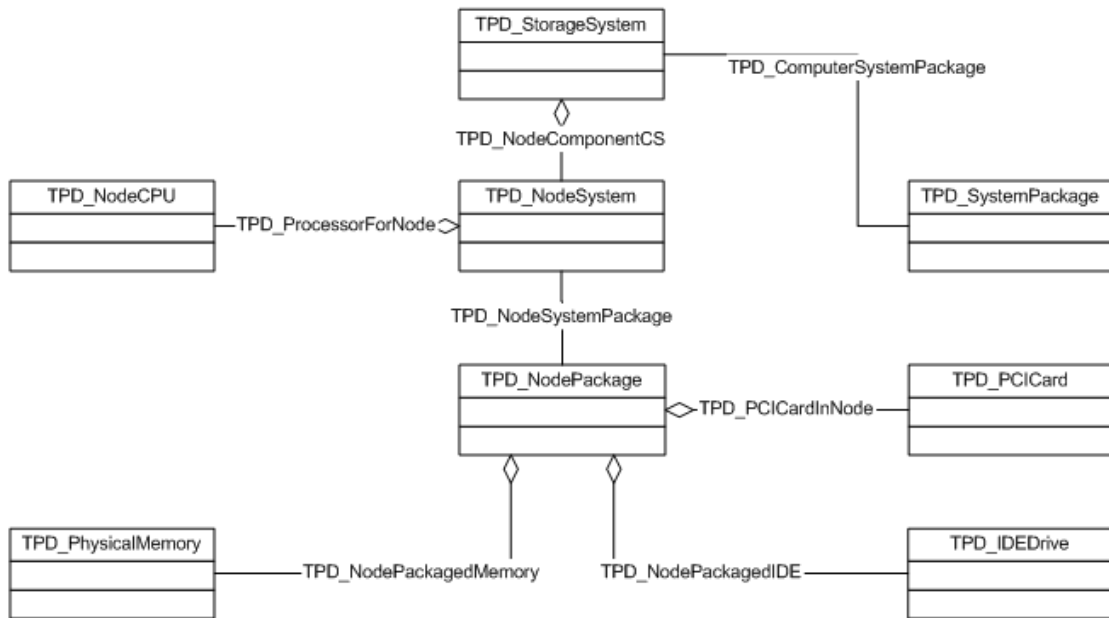 TPD_StorageSystem
TPD_ComputerSystemPackage
TPD_NodeComponentCS
TPD_NodeCPU
TPD_NodeSystem
TPD_SystemPackage
TPD_ProcessorForNode
TPD_NodeSystemPackage
TPD_NodePackage
TPD_PCICard
TPD_PCICardInNode
TPD_PhysicalMemory
TPD_IDEDrive
TPD_NodePackagedMemory
TPD_NodePackagedIDE